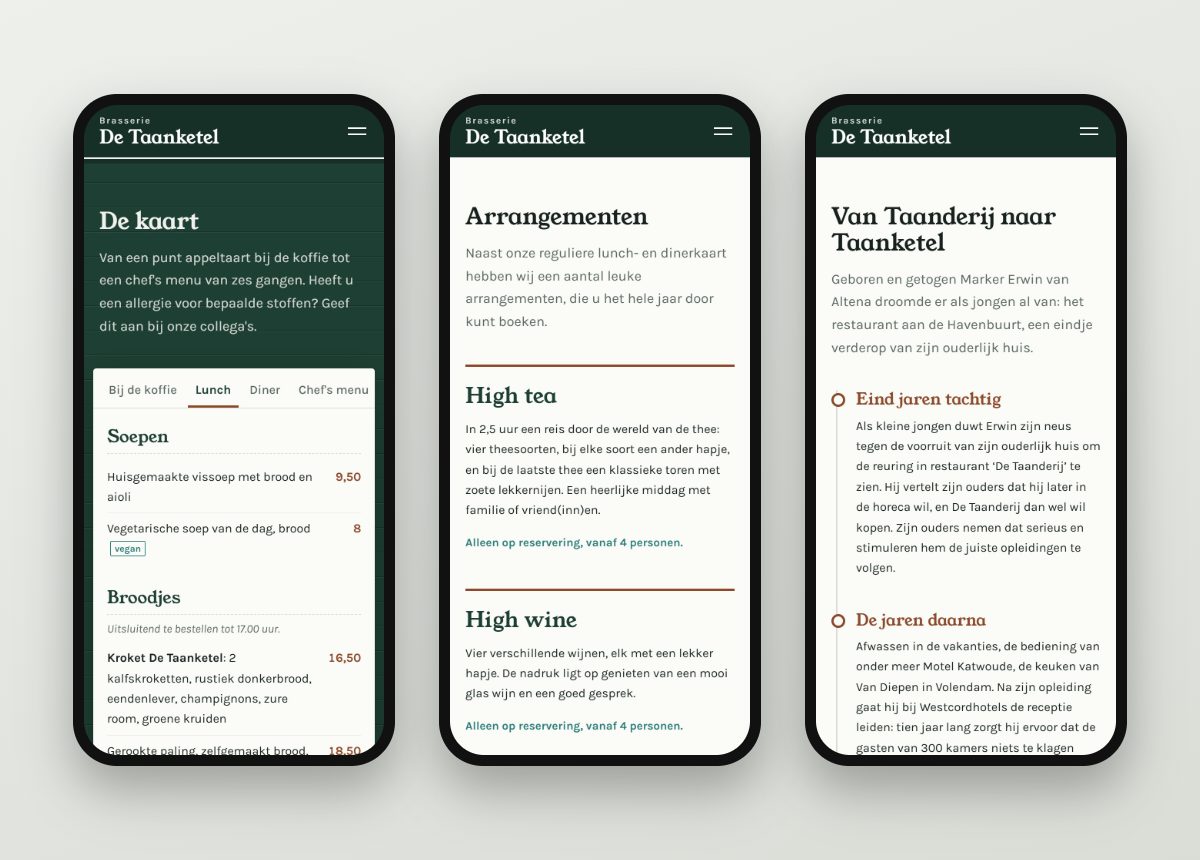 Brasserie
De Taanketel
De kaart
Van een punt appeltaart bij de koffie tot
een chef's menu van zes gangen. Heeft u
een allergie voor bepaalde stoffen? Geef
dit aan bij onze collega's.
Bij de koffie Lunch Diner Chef's menu
Soepen
Huisgemaakte vissoep met brood en 9,50
aioli
Vegetarische soep van de dag, brood 8
vegan
Broodjes
Uitsluitend te bestellen tot 17.00 uur.
Kroket De Taanketel: 2 16,50
kalfskroketten, rustiek donkerbrood,
eendenlever, champignons, zure
room, groene kruiden
Gerookte paling, zelfgemaakt brood, 18,50
Brasserie
De Taanketel
Arrangementen
Naast onze reguliere lunch- en dinerkaart
hebben wij een aantal leuke
arrangementen, die u het hele jaar door
kunt boeken.
High tea
In 2,5 uur een reis door de wereld van de thee:
vier theesoorten, bij elke soort een ander hapje,
en bij de laatste thee een klassieke toren met
zoete lekkernijen. Een heerlijke middag met
familie of vriend(inn)en.
Alleen op reservering, vanaf 4 personen.
High wine
Vier verschillende wijnen, elk met een lekker
hapje. De nadruk ligt op genieten van een mooi
glas wijn en een goed gesprek.
Alleen op reservering, vanaf 4 personen.
Brasserie
De Taanketel
Van Taanderij naar
Taanketel
Geboren en getogen Marker Erwin van
Altena droomde er als jongen al van: het
restaurant aan de Havenbuurt, een eindje
verderop van zijn ouderlijk huis.
Eind jaren tachtig
Als kleine jongen duwt Erwin zijn neus
tegen de voorruit van zijn ouderlijk huis om
de reuring in restaurant ‘De Taanderij’ te
zien. Hij vertelt zijn ouders dat hij later in
de horeca wil, en De Taanderij dan wel wil
kopen. Zijn ouders nemen dat serieus en
stimuleren hem de juiste opleidingen te
volgen.
De jaren daarna
Afwassen in de vakanties, de bediening van
onder meer Motel Katwoude, de keuken van
Van Diepen in Volendam. Na zijn opleiding
gaat hij bij Westcordhotels de receptie
leiden: tien jaar lang zorgt hij ervoor dat de
gasten van 300 kamers niets te klagen